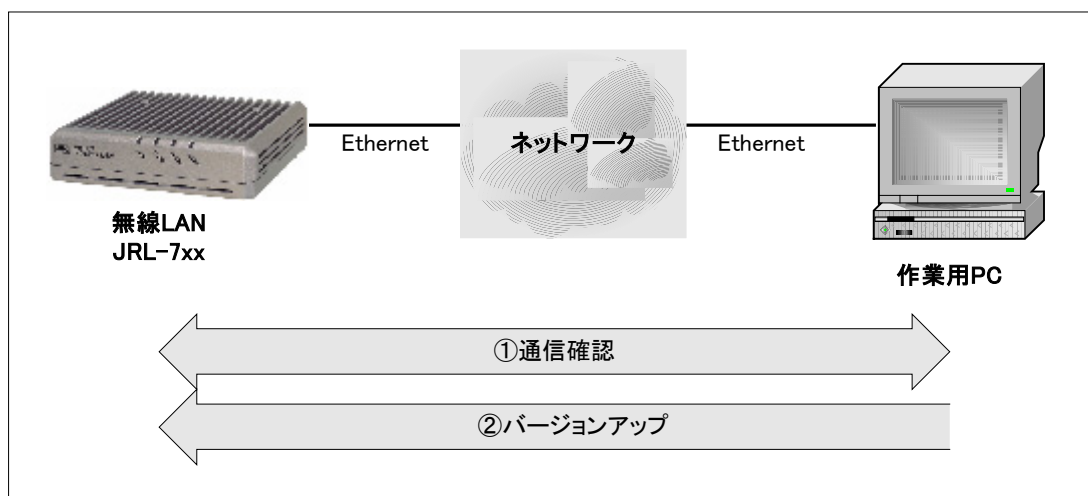 Ethernet
ネットワーク
Ethernet
無線LAN
JRL-7xx
作業用PC
①通信確認
②バージョンアップ